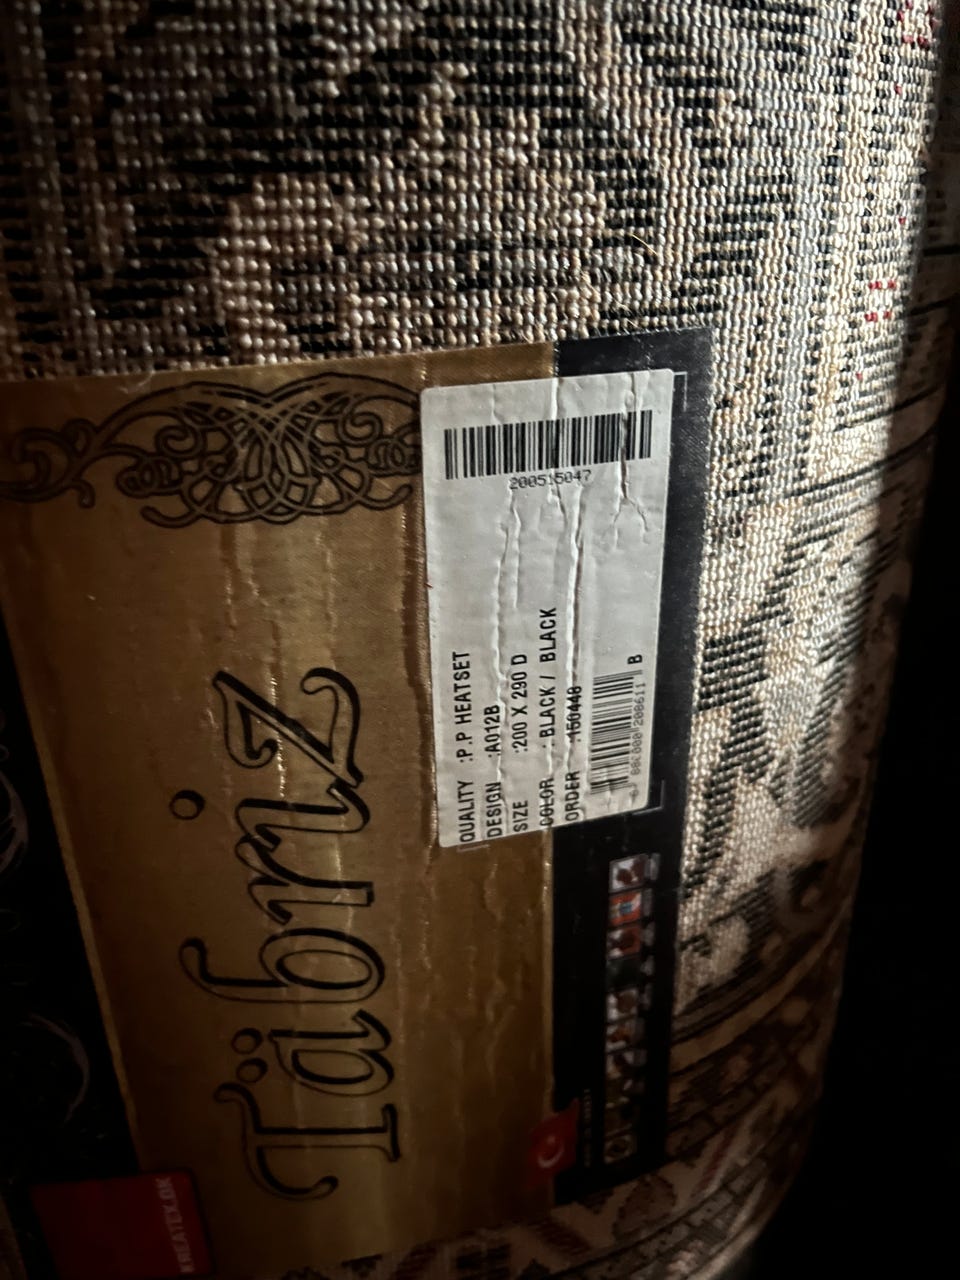 Täbriz
200515047
QUALITY :P.P HEATSET
DESIGN :A012B
SIZE :200 X 290 D
COLOR : BLACK / BLACK
ORDER :150448
B
KREATEX.DK